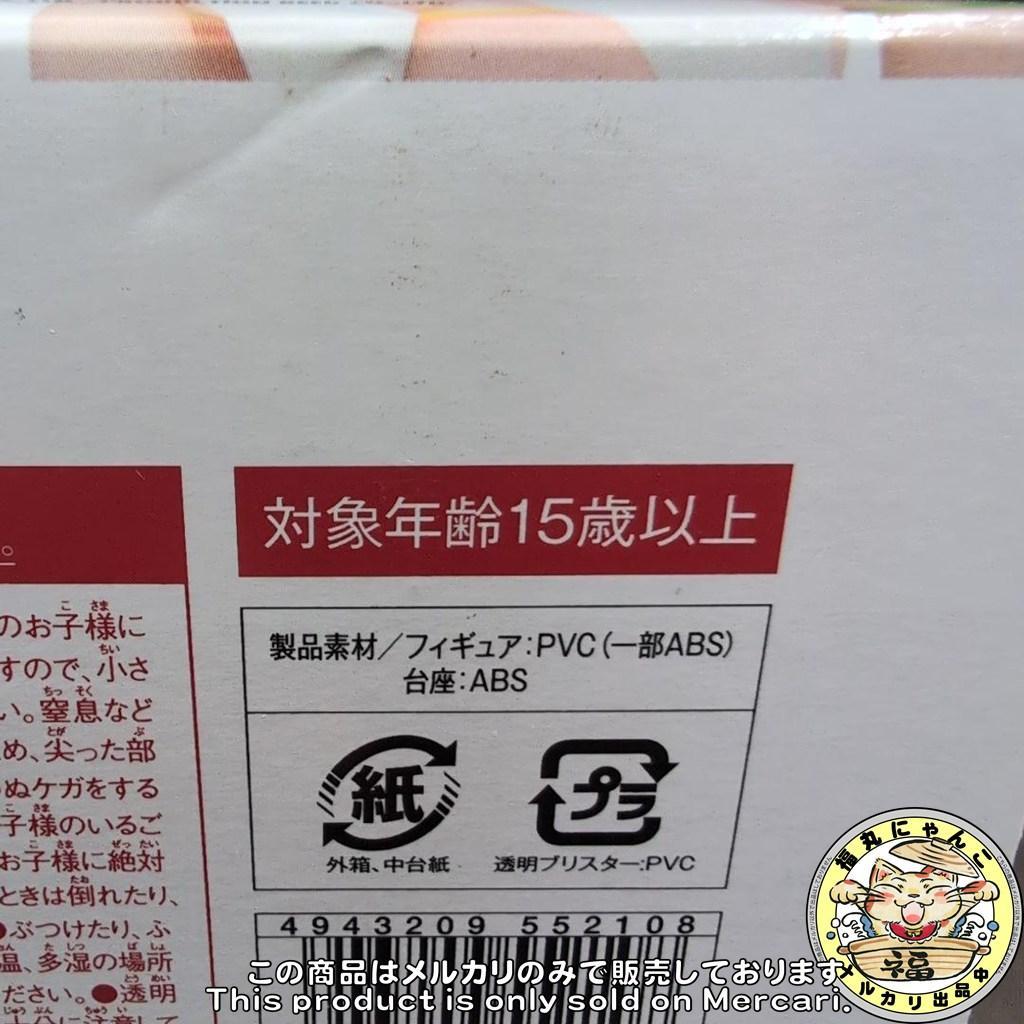 対象年齢15歳以上
製品素材/フィギュア:PVC(一部ABS)
台座:ABS
紙
プラ
外箱、中台紙
透明ブリスター:PVC
4943209 552108
のお子様に
すので、小さ
い。窒息など
め、尖った部
ぬケガをする
子様のいるご
お子様に絶対
ときは倒れたり、
●ぶつけたり、ふ
温、多湿の場所
ださい。●透明
十分に注意して
この商品はメルカリのみで販売しております
This product is only sold on Mercari.
福丸にゃんこ
福
メルカリ出品中